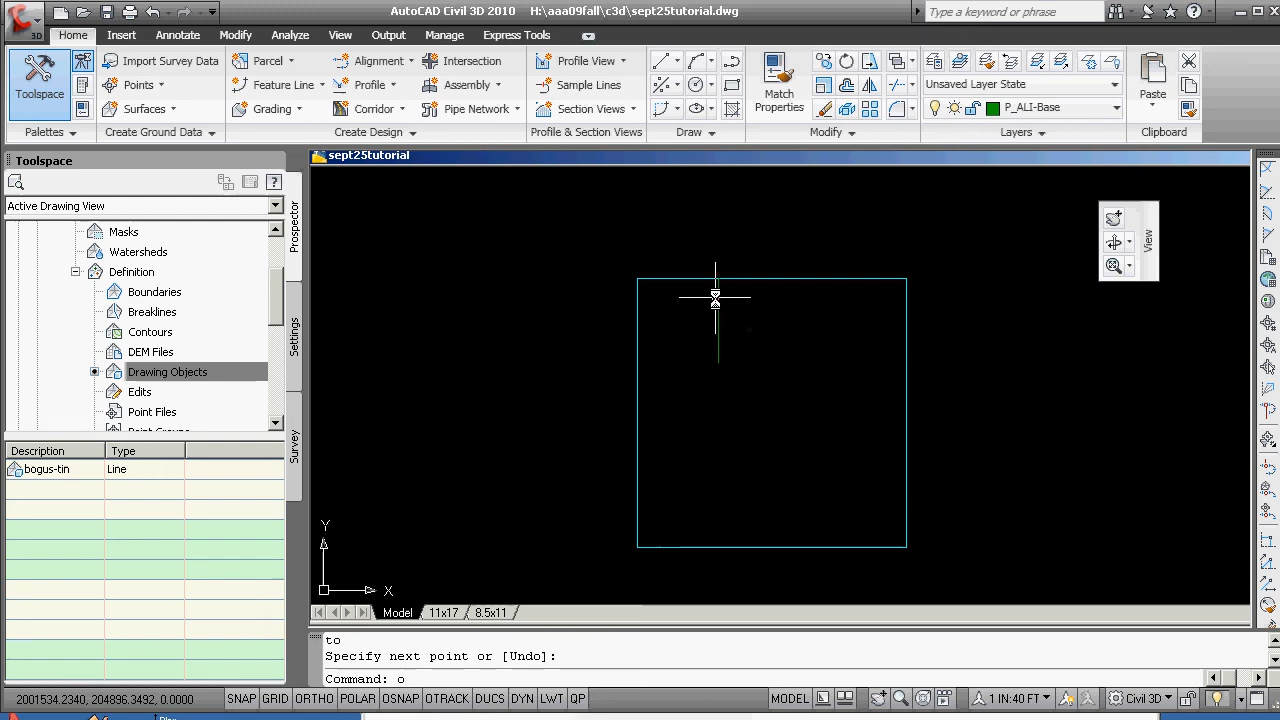 AutoCAD Civil 3D 2010 H:\aaa09fall\c3d\sept25tutorial.dwg
Type a keyword or phrase
3D
Home Insert Annotate Modify Analyze View Output Manage Express Tools
Import Survey Data Parcel Alignment Intersection Profile View
Toolspace Points Feature Line Profile Assembly Sample Lines Match Properties Unsaved Layer State Paste
Surfaces Grading Corridor Pipe Network Section Views P_ALI-Base
Palettes Create Ground Data Create Design Profile & Section Views Draw Modify Layers Clipboard
Toolspace
sept25tutorial
Active Drawing View
Prospector
Settings
Survey
Masks
Watersheds
Definition
Boundaries
Breaklines
Contours
DEM Files
Drawing Objects
Edits
Point Files
Point Groups
Description Type
bogus-tin Line
View
Y
X
Model 11x17 8.5x11
to
Specify next point or [Undo]:
Command: o
2001534.2340, 204896.3492, 0.0000 SNAP GRID ORTHO POLAR OSNAP OTRACK DUCS DYN LWT QP MODEL 1 IN:40 FT Civil 3D